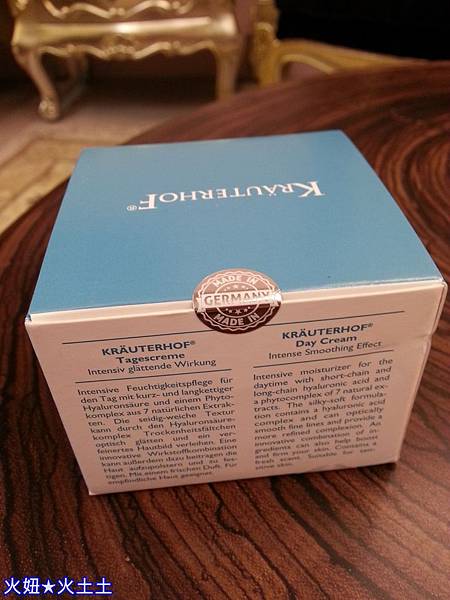 KRÄUTERHOF®
MADE IN
GERMANY
MADE IN
KRÄUTERHOF®
Tagescreme
Intensiv glättende Wirkung
Intensive Feuchtigkeitspflege für
den Tag mit kurz- und langkettiger
Hyaluronsäure und einem Phyto-
komplex aus 7 natürlichen Extrak-
ten. Die seidig-weiche Textur
kann durch den Hyaluronsäure-
komplex Trockenheitsfältchen
optisch glätten und ein ver-
feinertes Hautbild verleihen. Eine
innovative Wirkstoffkombination
kann außerdem dazu beitragen die
Haut aufzupolstern und zu fes-
tigen. Mit einem frischen Duft. Für
empfindliche Haut geeignet.
KRÄUTERHOF®
Day Cream
Intense Smoothing Effect
Intensive moisturizer for the
daytime with short-chain and
long-chain hyaluronic acid and
a phytocomplex of 7 natural ex-
tracts. The silky-soft formula-
tion contains a hyaluronic acid
complex and can optically
smooth fine lines and provide a
more refined complexion. An
innovative combination of in-
gredients can also help boost
and firm your skin. Contains a
fresh scent. Suitable for sen-
sitive skin.
火妞★火土土